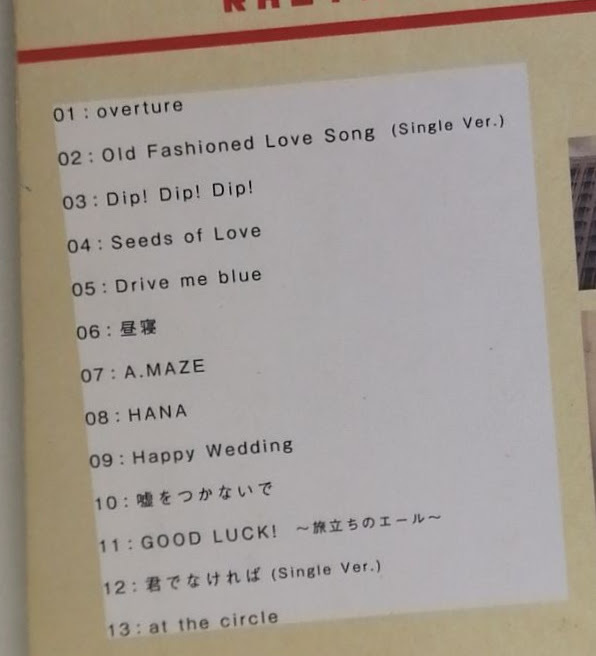 01 : overture
02 : Old Fashioned Love Song (Single Ver.)
03 : Dip! Dip! Dip!
04 : Seeds of Love
05 : Drive me blue
06 : 昼寝
07 : A.MAZE
08 : HANA
09 : Happy Wedding
10 : 嘘をつかないで
11 : GOOD LUCK! ～旅立ちのエール～
12 : 君でなければ (Single Ver.)
13 : at the circle